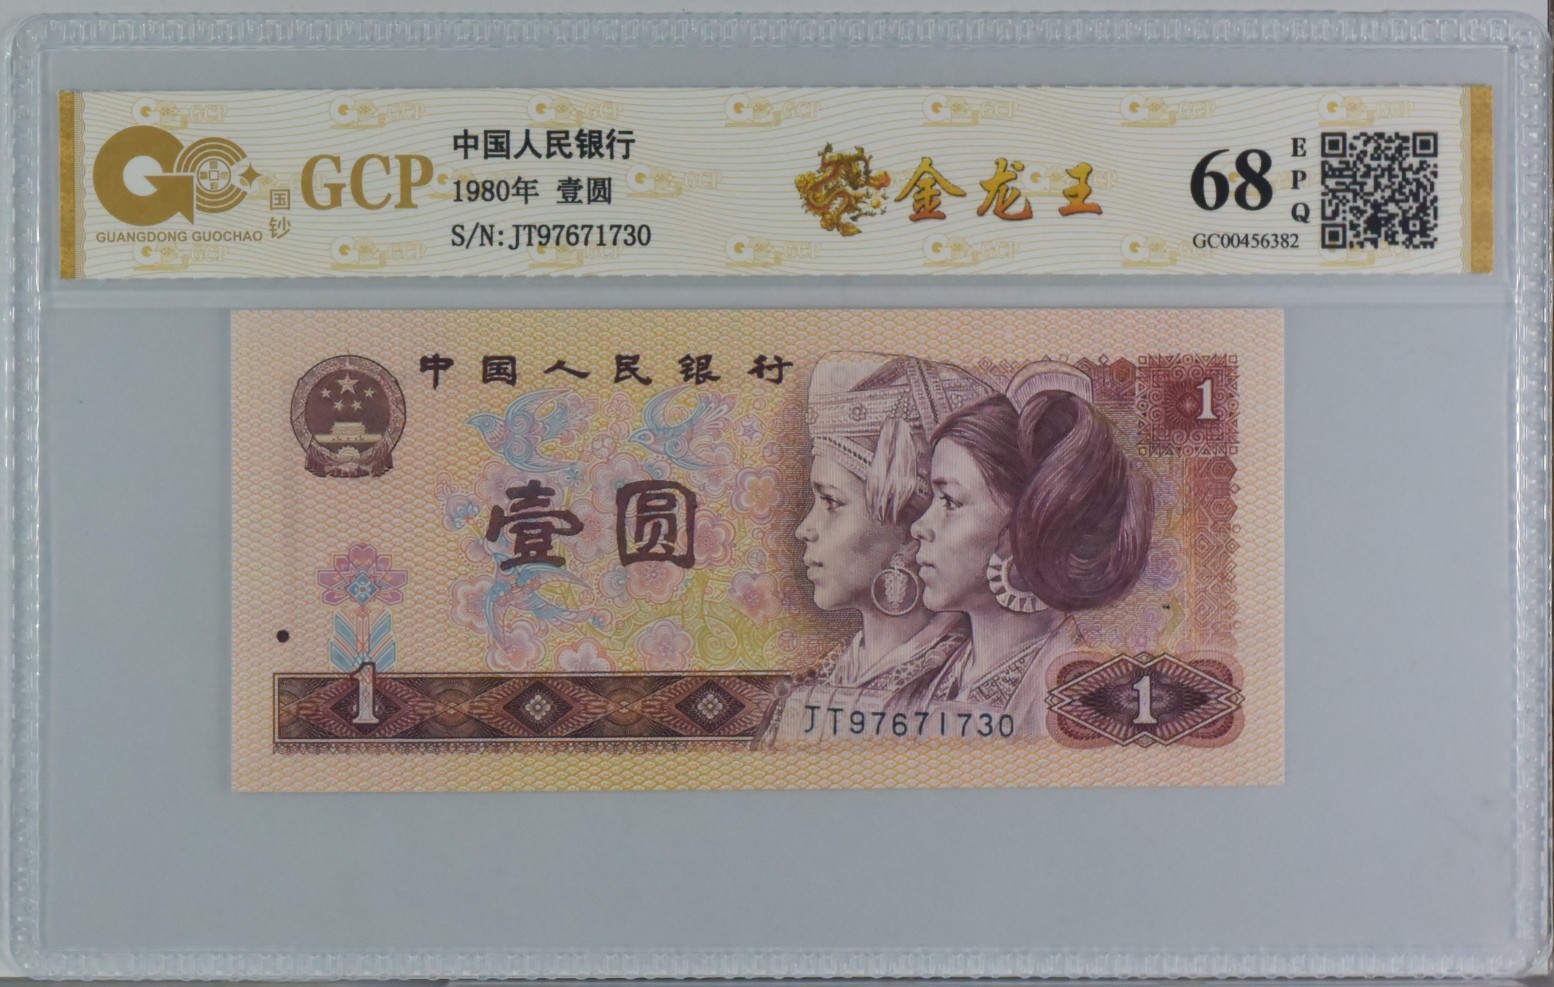 GUANGDONG GUOCHAO
国钞
GCP
中国人民银行
1980年 壹圆
S/N:JT97671730
金龙王
68
EPQ
GC00456382
中国人民银行
1
壹圆
1
JT97671730
1